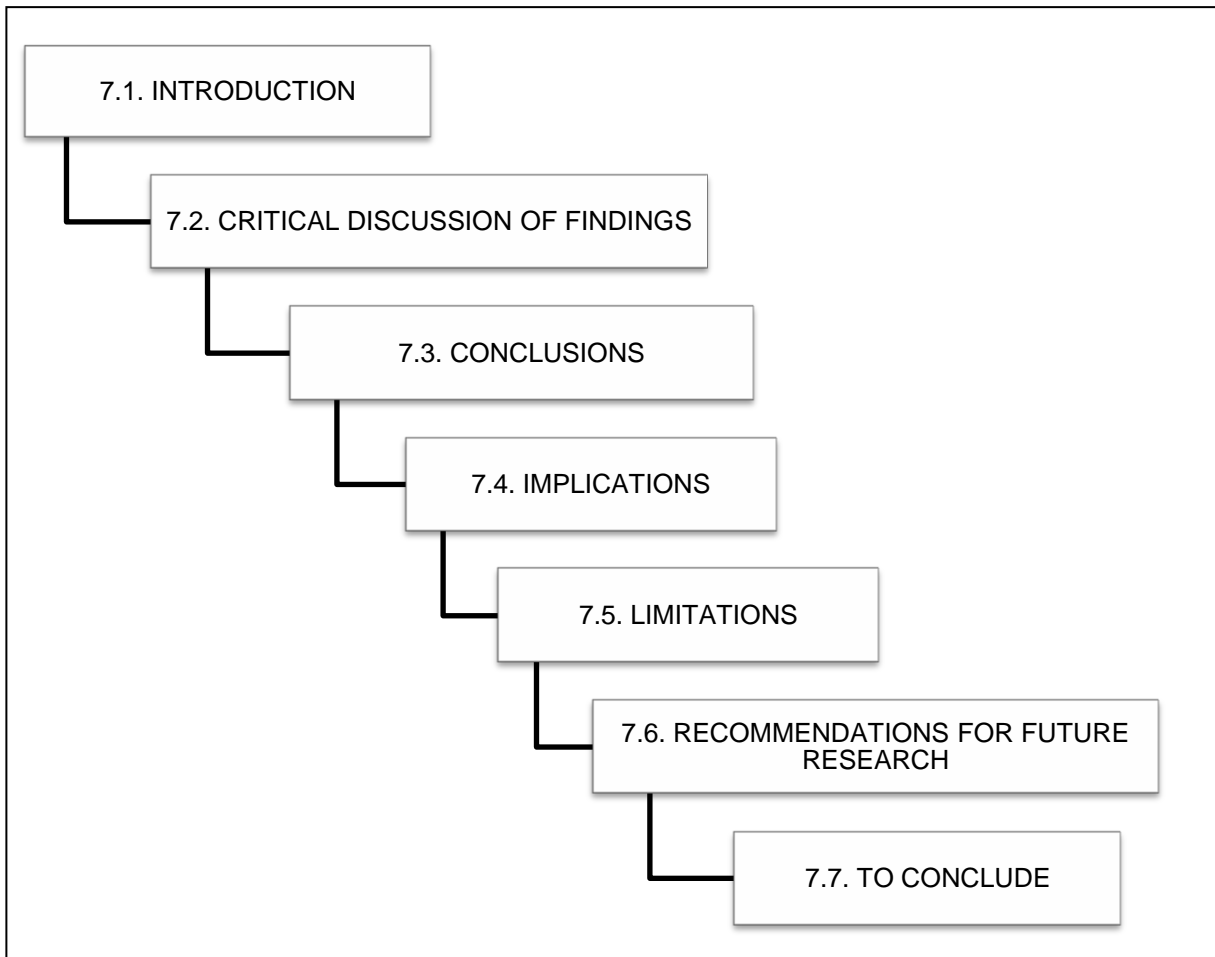 7.1. INTRODUCTION
7.2. CRITICAL DISCUSSION OF FINDINGS
7.3. CONCLUSIONS
7.4. IMPLICATIONS
7.5. LIMITATIONS
7.6. RECOMMENDATIONS FOR FUTURE
RESEARCH
7.7. TO CONCLUDE